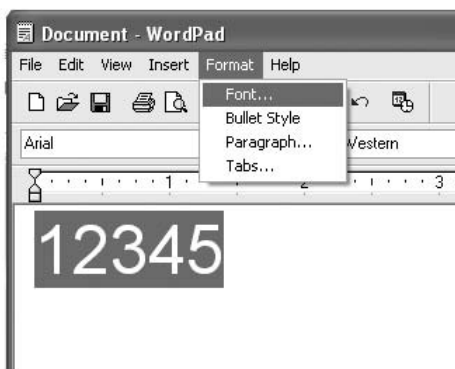 Document - WordPad
File Edit View Insert Format Help
Font...
Bullet Style
Arial
Paragraph...
Western
Tabs...
1 2 3
12345